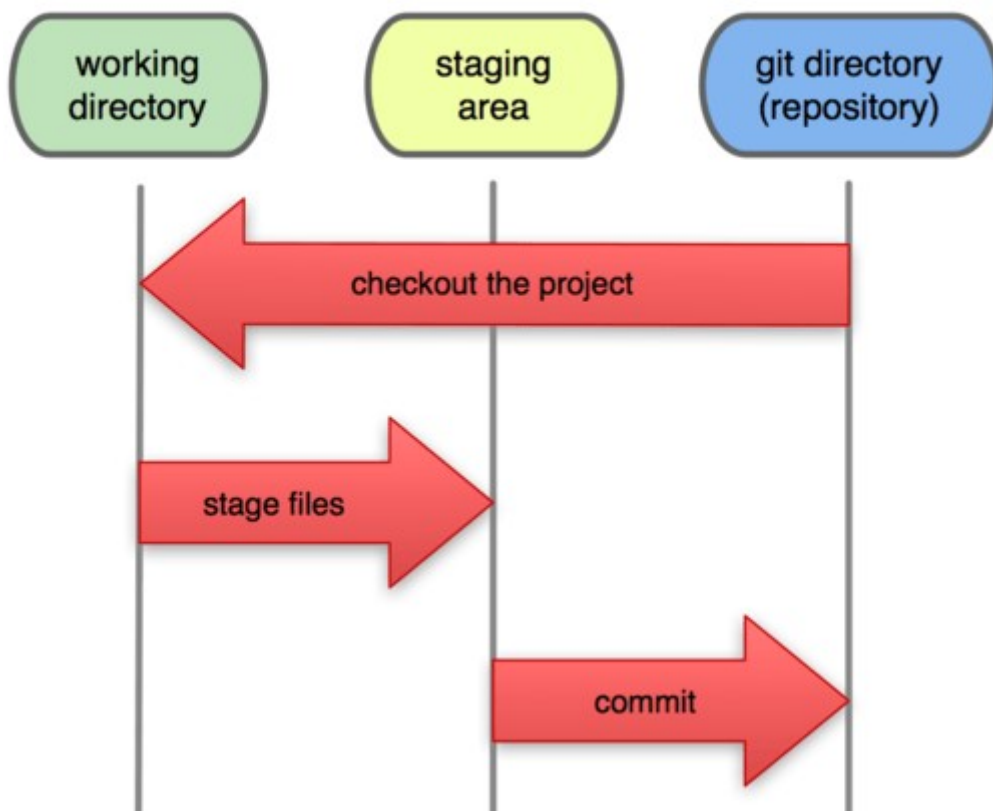 working
directory
staging
area
git directory
(repository)
checkout the project
stage files
commit